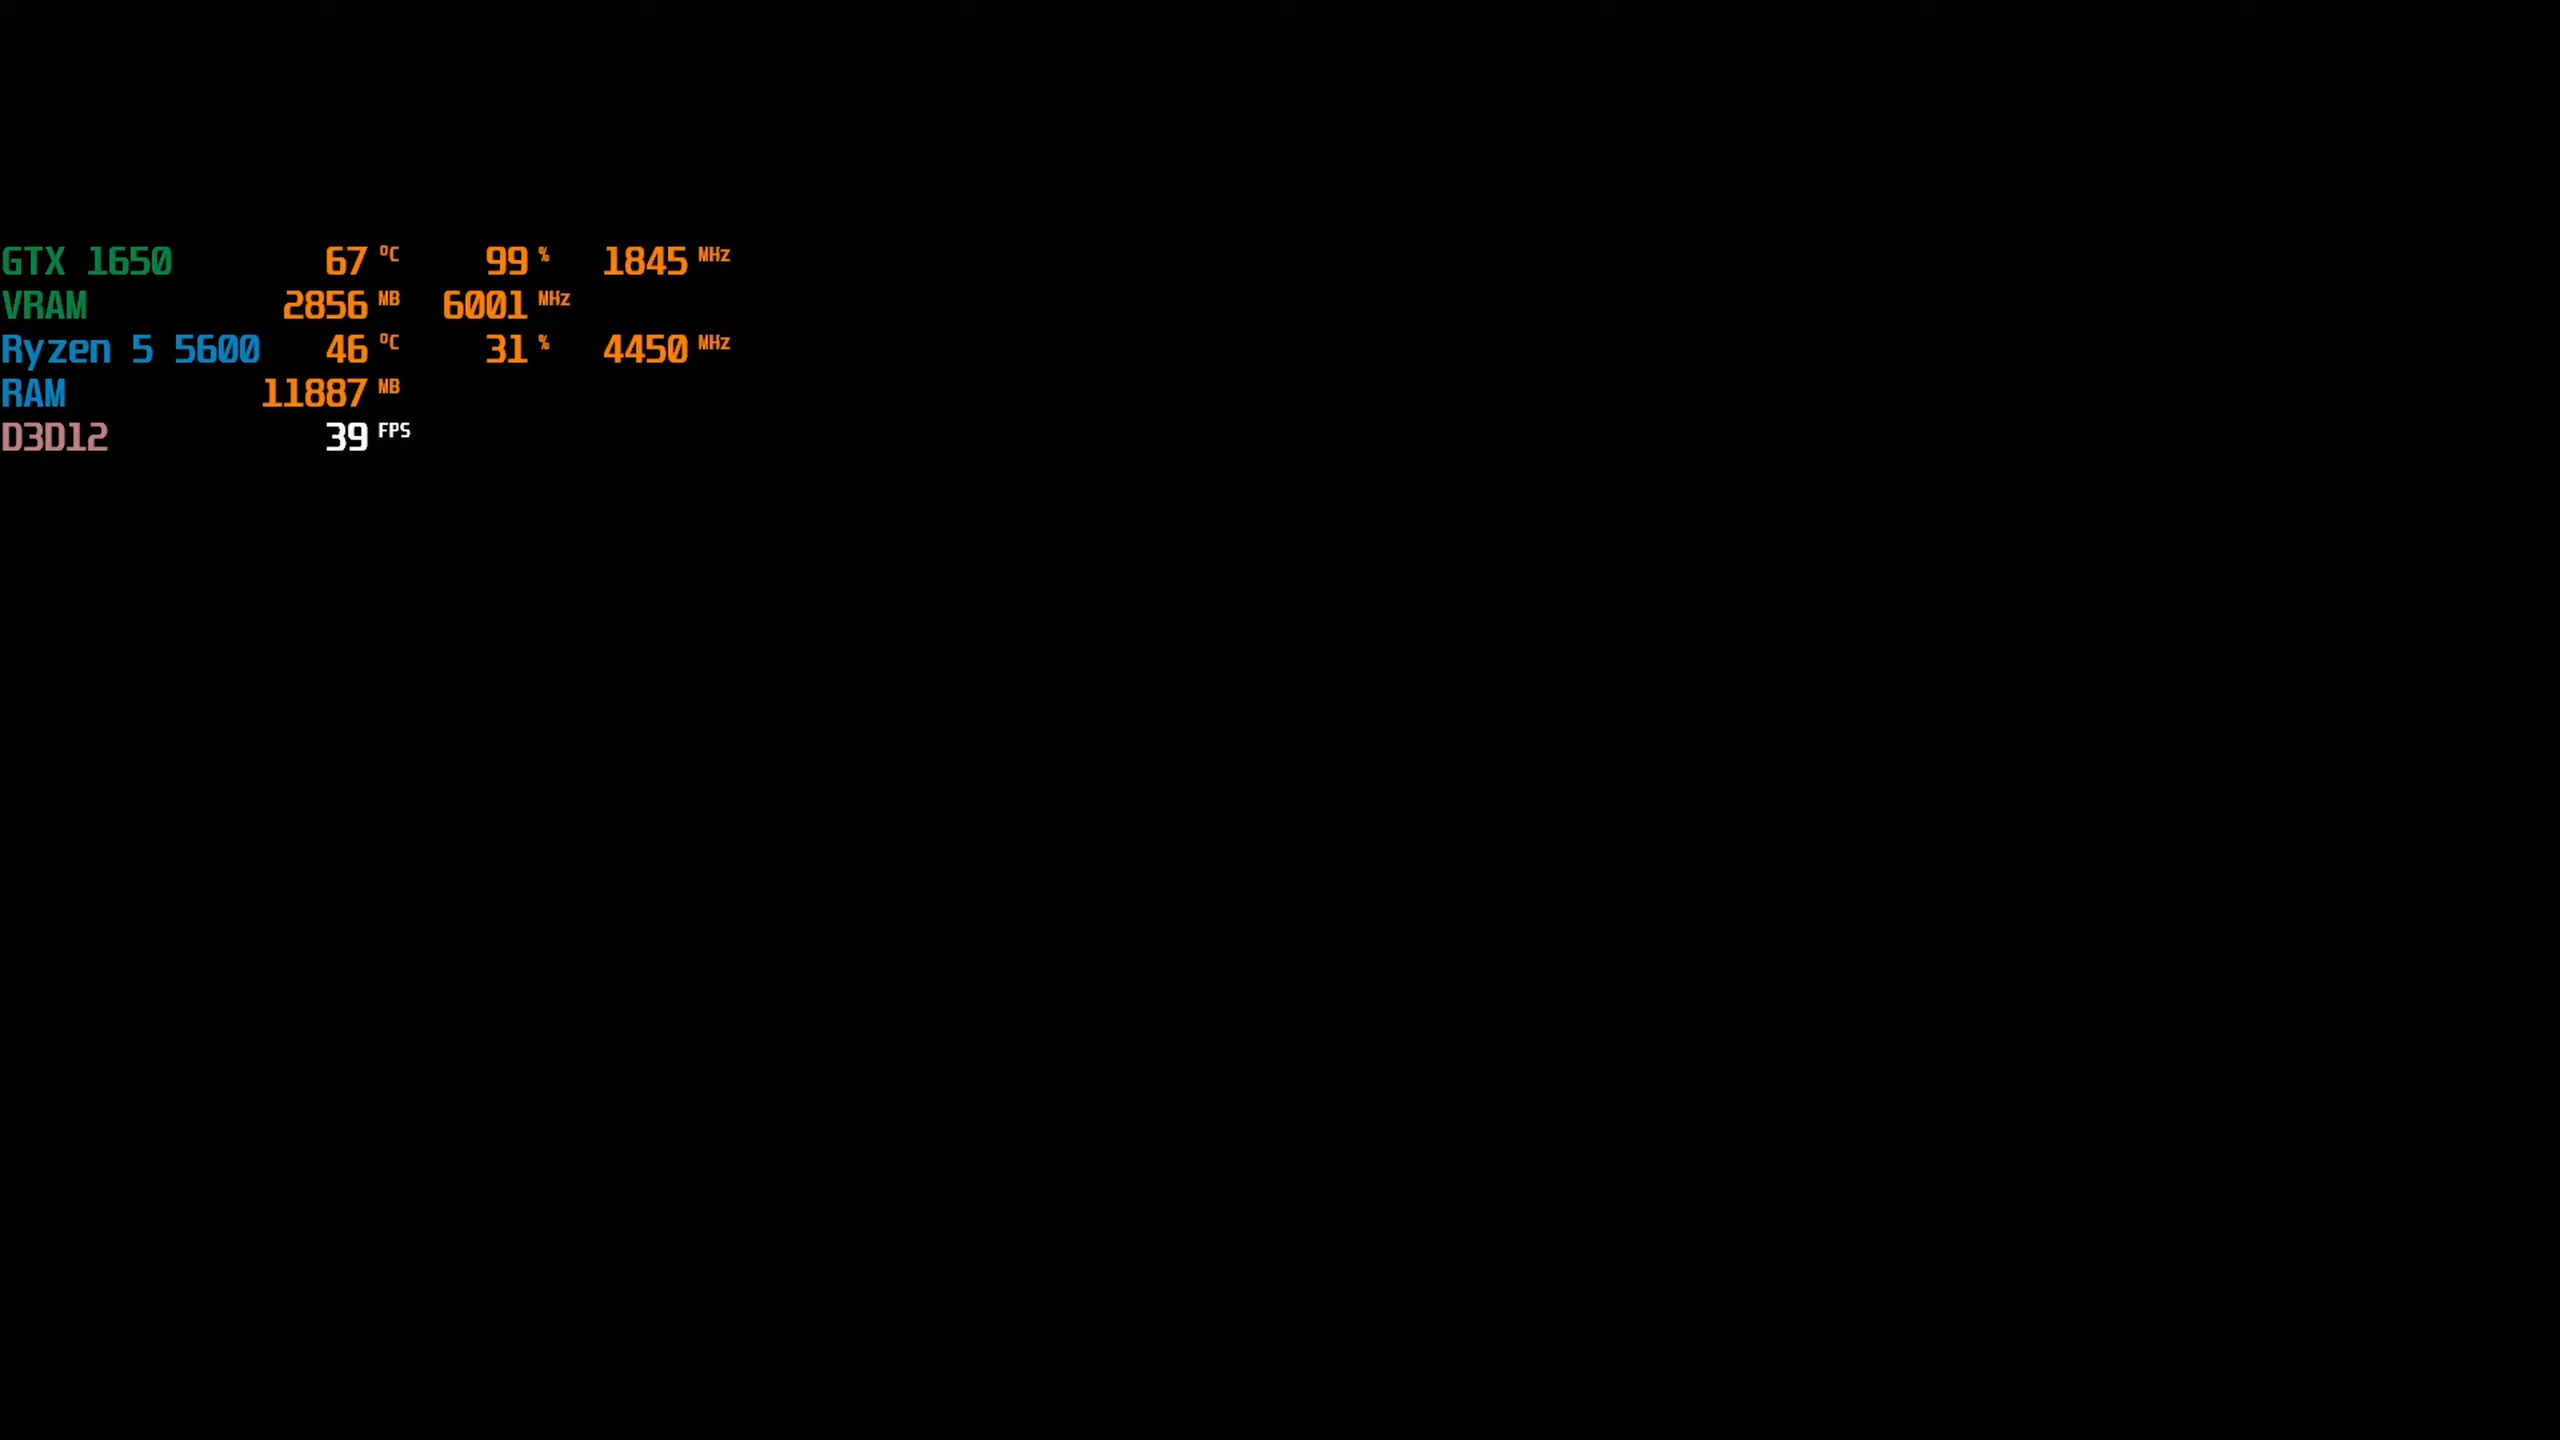 GTX 1650 67 °C 99 % 1845 MHz
VRAM 2856 MB 6001 MHz
Ryzen 5 5600 46 °C 31 % 4450 MHz
RAM 11887 MB
D3D12 39 FPS